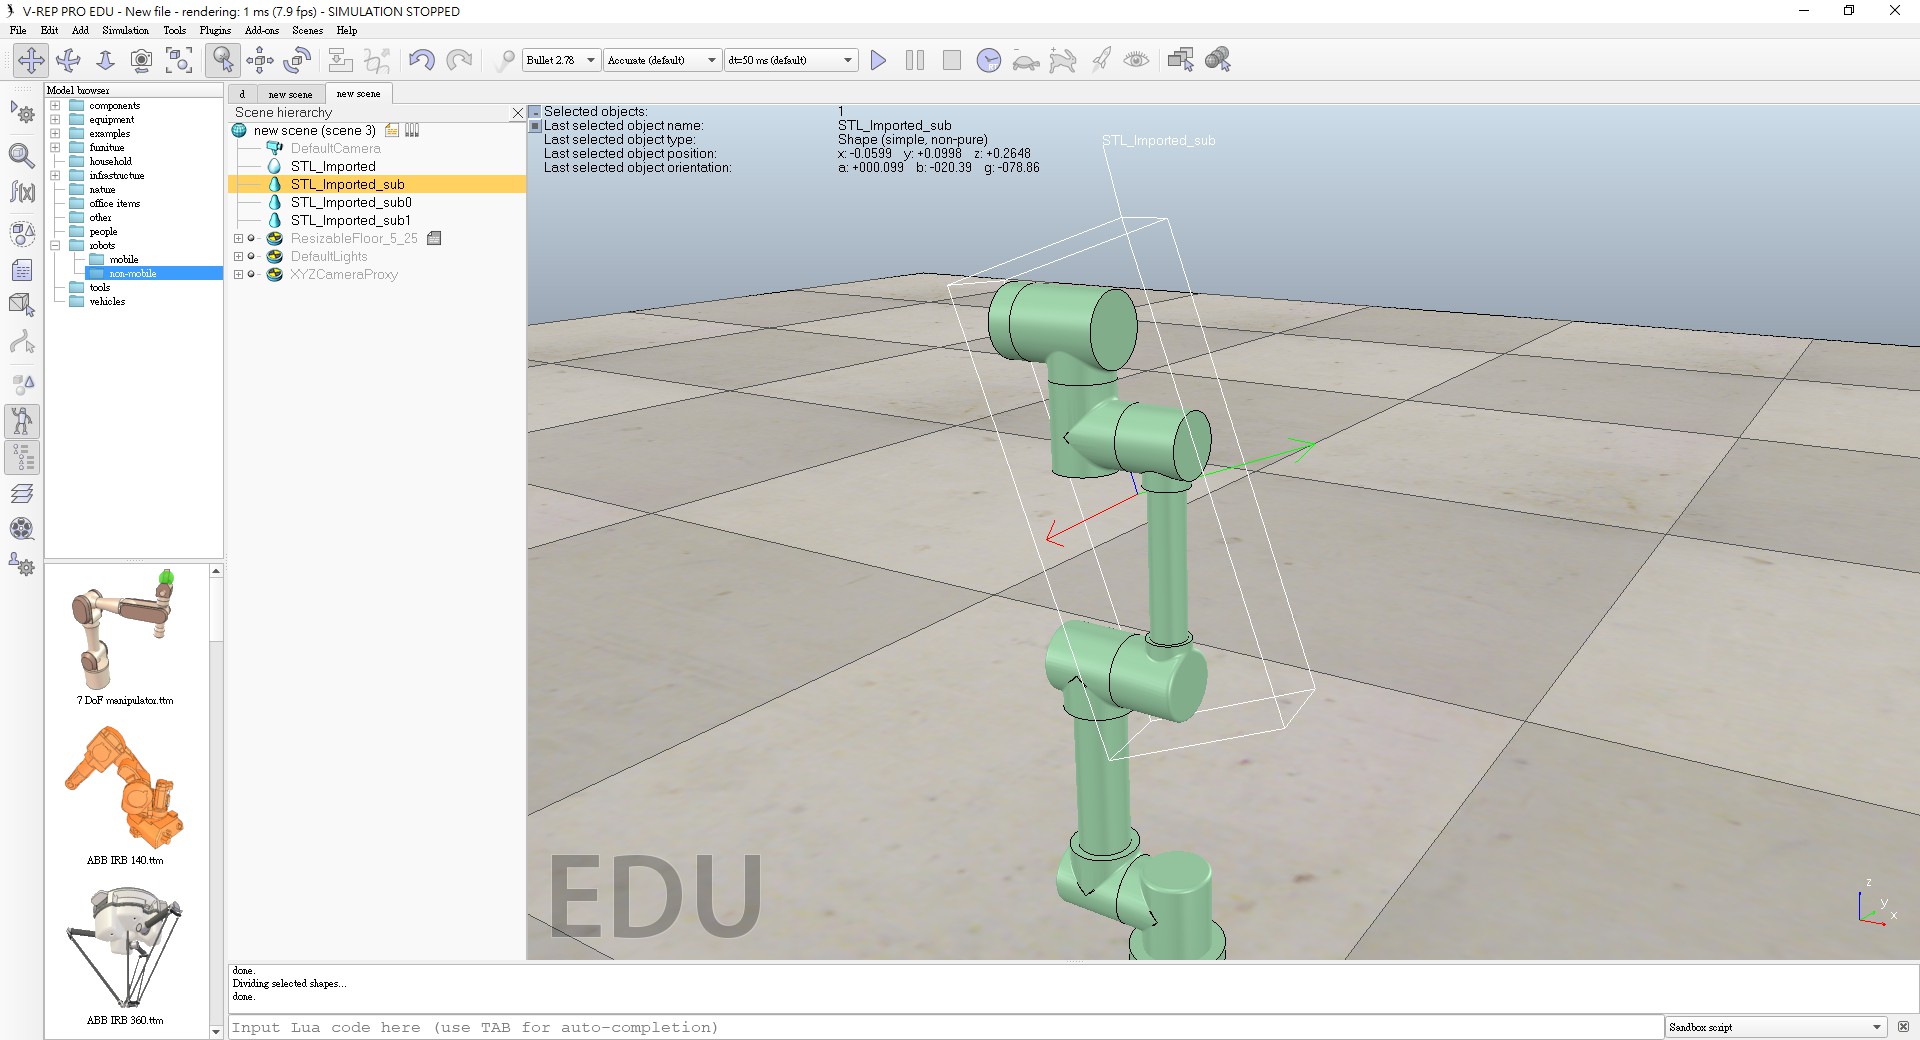 V-REP PRO EDU - New file - rendering: 1 ms (7.9 fps) - SIMULATION STOPPED
File Edit Add Simulation Tools Plugins Add-ons Scenes Help
Bullet 2.78 Accurate (default) dt=50 ms (default)
Model browser
components
equipment
examples
furniture
household
infrastructure
nature
office items
other
people
robots
mobile
non-mobile
tools
vehicles
7 DoF manipulator.ttm
ABB IRB 140.ttm
ABB IRB 360.ttm
d new scene new scene
Scene hierarchy
new scene (scene 3)
DefaultCamera
STL_Imported
STL_Imported_sub
STL_Imported_sub0
STL_Imported_sub1
ResizableFloor_5_25
DefaultLights
XYZCameraProxy
Selected objects: 1
Last selected object name: STL_Imported_sub
Last selected object type: Shape (simple, non-pure)
Last selected object position: x: -0.0599 y: +0.0998 z: +0.2648
Last selected object orientation: a: +000.099 b: -020.39 g: -078.86
STL_Imported_sub
EDU
z
y
x
done.
Dividing selected shapes...
done.
Input Lua code here (use TAB for auto-completion)
Sandbox script